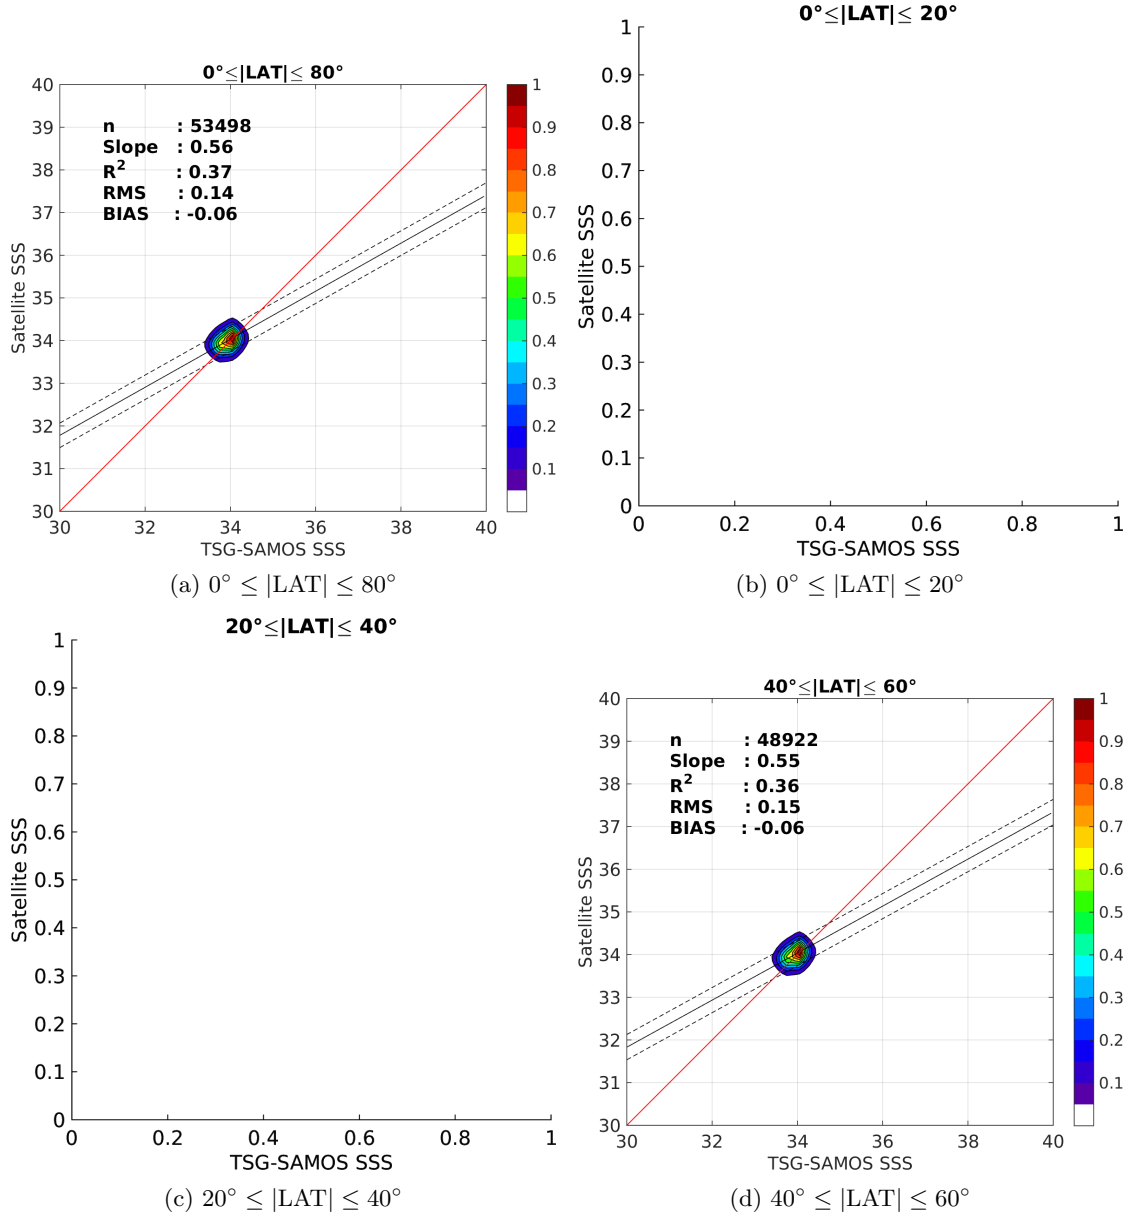 0°≤|LAT|≤ 80°
n : 53498
Slope : 0.56
R² : 0.37
RMS : 0.14
BIAS : -0.06
40
39
38
37
36
35
34
33
32
31
30
30 32 34 36 38 40
1
0.9
0.8
0.7
0.6
0.5
0.4
0.3
0.2
0.1
Satellite SSS
TSG-SAMOS SSS
(a) 0° ≤ |LAT| ≤ 80°
0°≤|LAT|≤ 20°
1
0.9
0.8
0.7
0.6
0.5
0.4
0.3
0.2
0.1
0
0 0.2 0.4 0.6 0.8 1
Satellite SSS
TSG-SAMOS SSS
(b) 0° ≤ |LAT| ≤ 20°
20°≤|LAT|≤ 40°
1
0.9
0.8
0.7
0.6
0.5
0.4
0.3
0.2
0.1
0
0 0.2 0.4 0.6 0.8 1
Satellite SSS
TSG-SAMOS SSS
(c) 20° ≤ |LAT| ≤ 40°
40°≤|LAT|≤ 60°
n : 48922
Slope : 0.55
R² : 0.36
RMS : 0.15
BIAS : -0.06
40
39
38
37
36
35
34
33
32
31
30
30 32 34 36 38 40
1
0.9
0.8
0.7
0.6
0.5
0.4
0.3
0.2
0.1
Satellite SSS
TSG-SAMOS SSS
(d) 40° ≤ |LAT| ≤ 60°